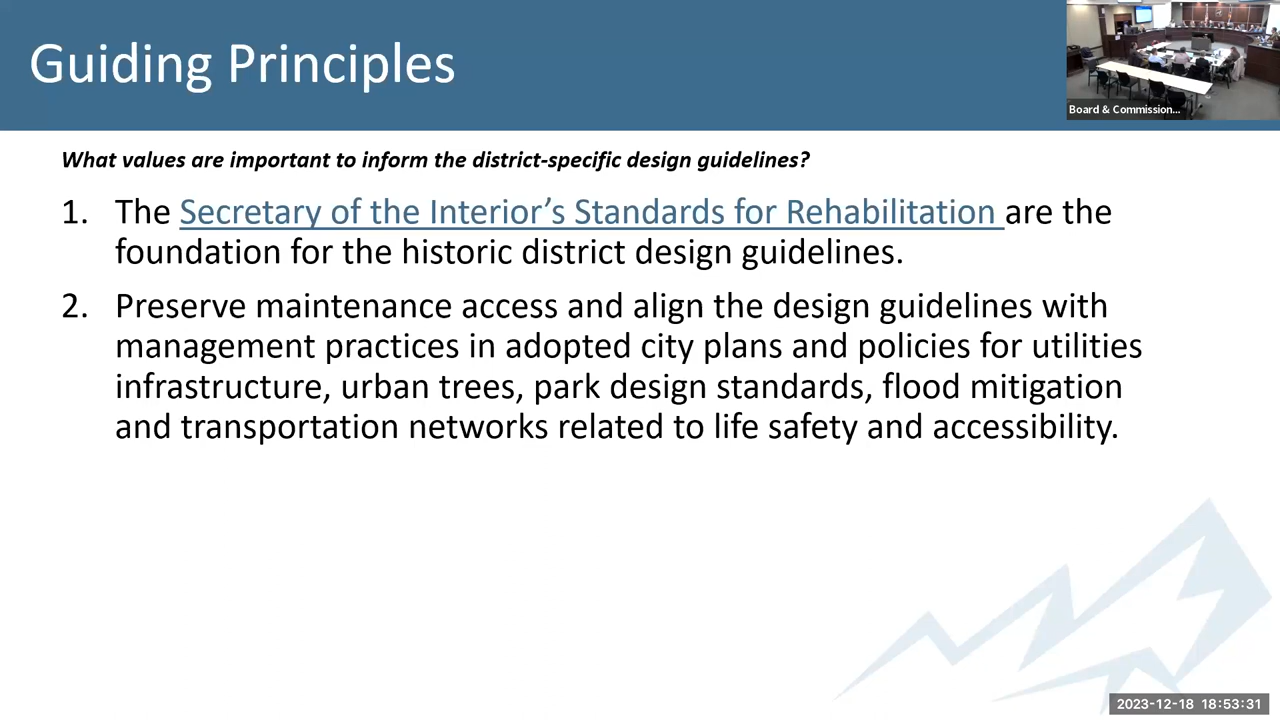 Guiding Principles
Board & Commission...
What values are important to inform the district-specific design guidelines?
1. The Secretary of the Interior’s Standards for Rehabilitation are the
foundation for the historic district design guidelines.
2. Preserve maintenance access and align the design guidelines with
management practices in adopted city plans and policies for utilities
infrastructure, urban trees, park design standards, flood mitigation
and transportation networks related to life safety and accessibility.
2023-12-18 18:53:31